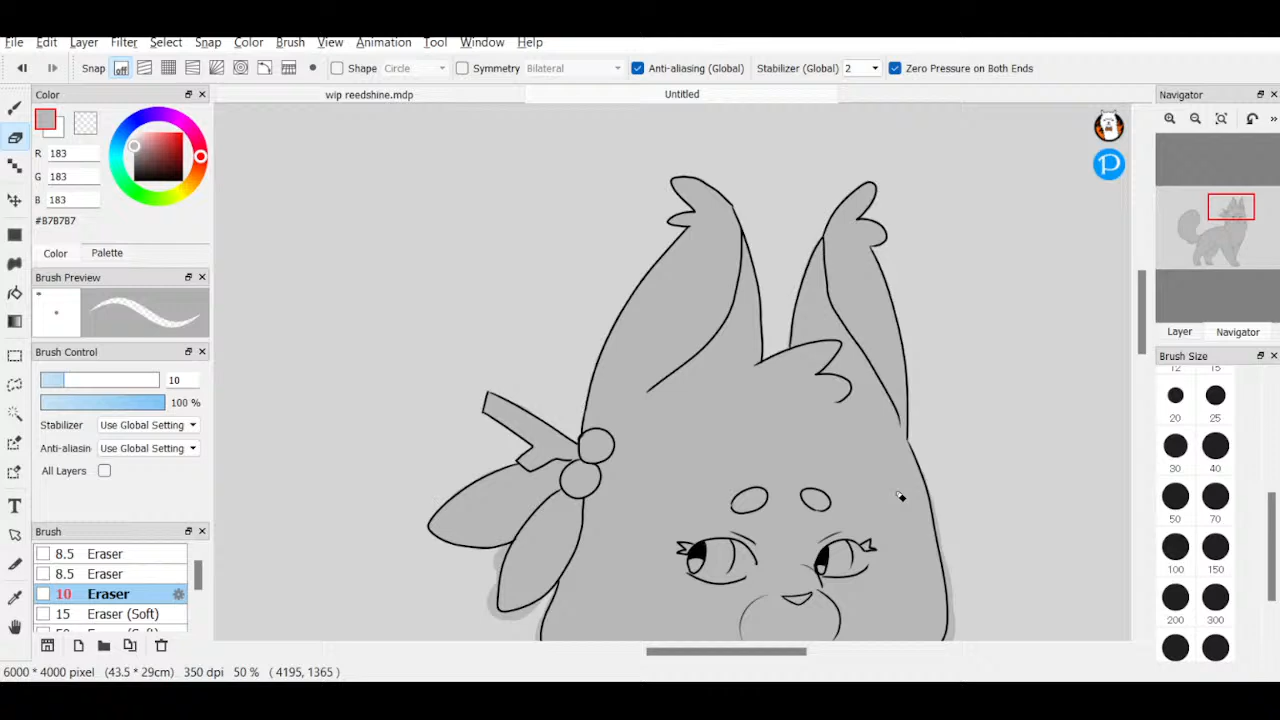 File Edit Layer Filter Select Snap Color Brush View Animation Tool Window Help
Snap off Shape Circle Symmetry Bilateral Anti-aliasing (Global) Stabilizer (Global) 2 Zero Pressure on Both Ends
Color
wip reedshine.mdp
Untitled
Navigator
R 183
G 183
B 183
#B7B7B7
Color Palette
Brush Preview
Brush Control
10
100 %
Stabilizer Use Global Setting
Anti-aliasin Use Global Setting
All Layers
Brush
8.5 Eraser
8.5 Eraser
10 Eraser
15 Eraser (Soft)
Layer Navigator
Brush Size
12 15
20 25
30 40
50 70
100 150
200 300
6000 * 4000 pixel (43.5 * 29cm) 350 dpi 50 % ( 4195, 1365 )